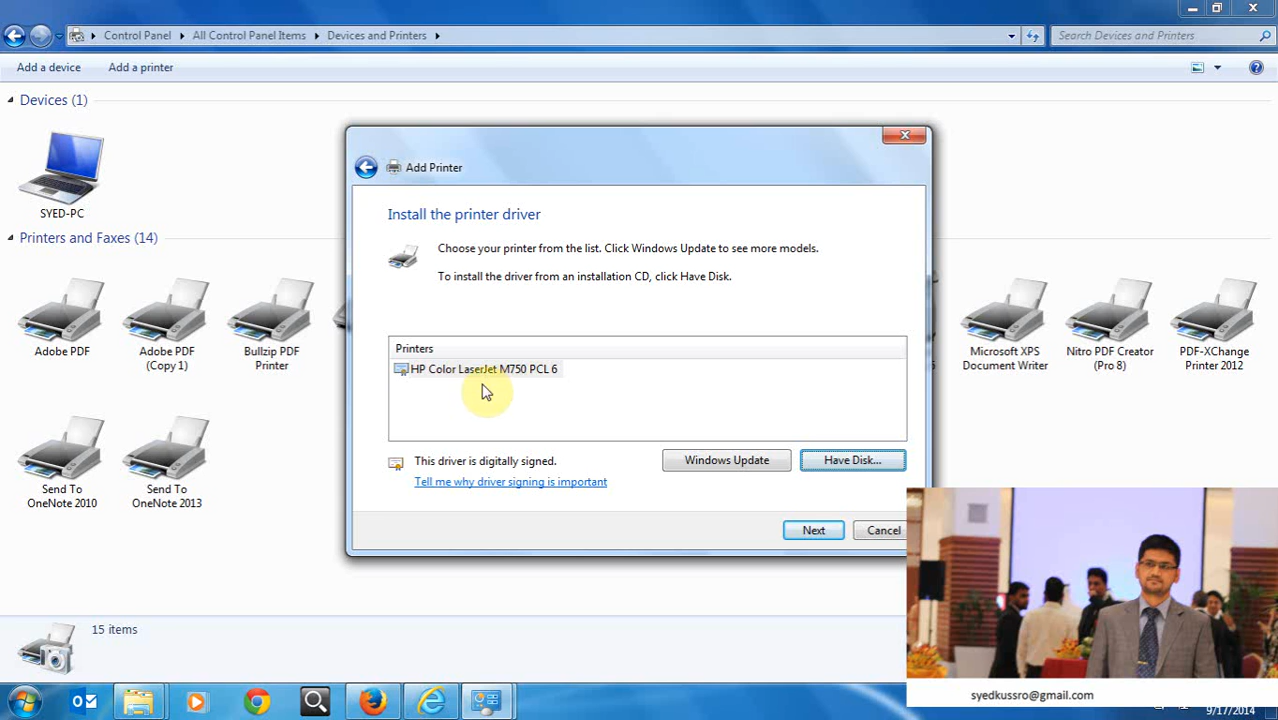 Control Panel
All Control Panel Items
Devices and Printers
Search Devices and Printers
Add a device
Add a printer
Devices (1)
SYED-PC
Printers and Faxes (14)
Adobe PDF
Adobe PDF
(Copy 1)
Bullzip PDF
Printer
Microsoft XPS
Document Writer
Nitro PDF Creator
(Pro 8)
PDF-XChange
Printer 2012
Send To
OneNote 2010
Send To
OneNote 2013
Add Printer
Install the printer driver
Choose your printer from the list. Click Windows Update to see more models.
To install the driver from an installation CD, click Have Disk.
Printers
HP Color LaserJet M750 PCL 6
This driver is digitally signed.
Windows Update
Have Disk...
Tell me why driver signing is important
Next
Cancel
15 items
syedkussro@gmail.com
9/17/2014